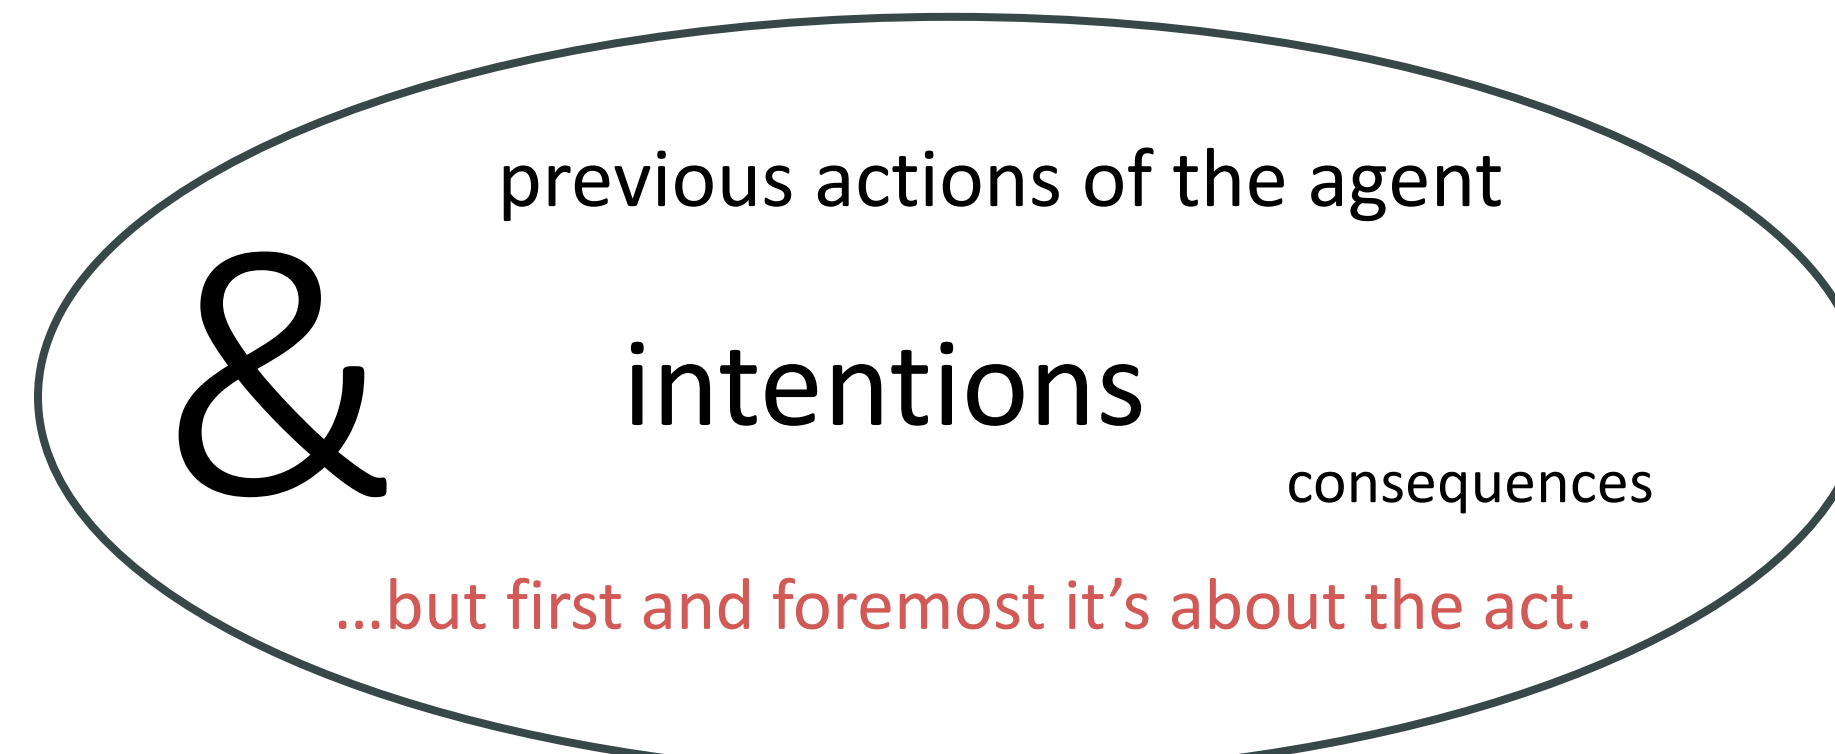 previous actions of the agent
&
intentions
consequences
…but first and foremost it’s about the act.